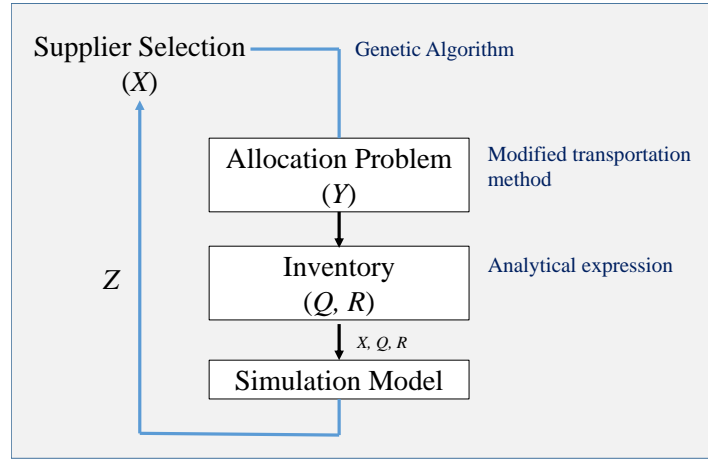 Supplier Selection
(X)
Genetic Algorithm
Allocation Problem
(Y)
Modified transportation
method
Inventory
(Q, R)
Analytical expression
Z
X, Q, R
Simulation Model